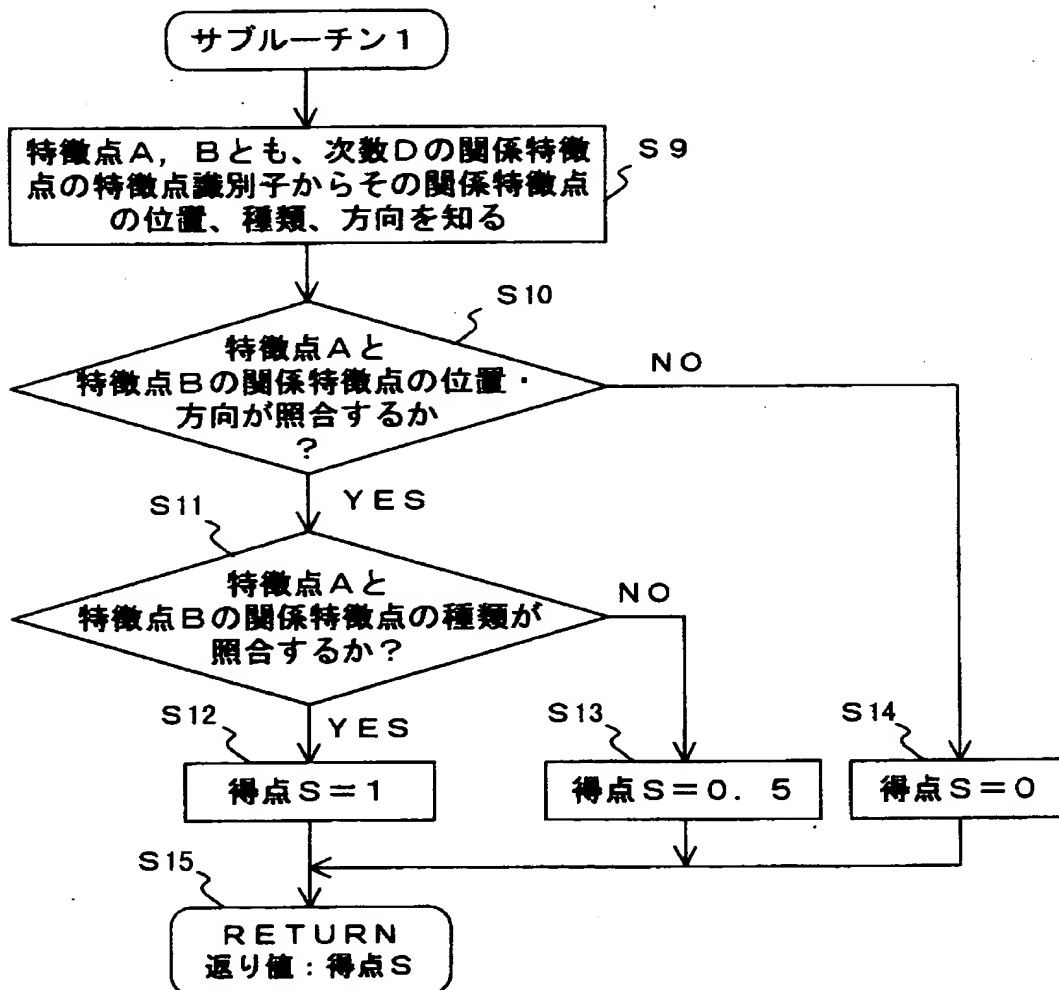 サブルーチン1
特徴点A，Bとも、次数Dの関係特徴
点の特徴点識別子からその関係特徴点
の位置、種類、方向を知る
S9
S10
特徴点Aと
特徴点Bの関係特徴点の位置・
方向が照合するか
？
NO
YES
S11
特徴点Aと
特徴点Bの関係特徴点の種類が
照合するか？
NO
S12
YES
S13
S14
得点S＝1
得点S＝0．5
得点S＝0
S15
RETURN
返り値：得点S